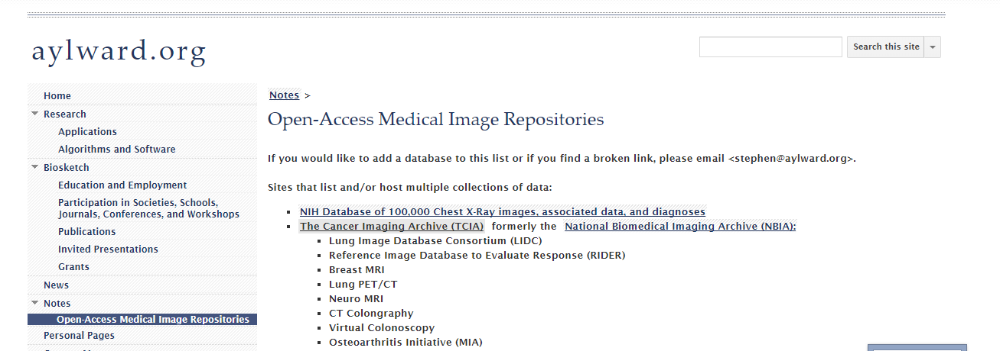 aylward.org
Search this site
Home
Research
Applications
Algorithms and Software
Biosketch
Education and Employment
Participation in Societies, Schools,
Journals, Conferences, and Workshops
Publications
Invited Presentations
Grants
News
Notes
Open-Access Medical Image Repositories
Personal Pages
Notes >
Open-Access Medical Image Repositories
If you would like to add a database to this list or if you find a broken link, please email <stephen@aylward.org>.
Sites that list and/or host multiple collections of data:
NIH Database of 100,000 Chest X-Ray images, associated data, and diagnoses
The Cancer Imaging Archive (TCIA) formerly the National Biomedical Imaging Archive (NBIA):
Lung Image Database Consortium (LIDC)
Reference Image Database to Evaluate Response (RIDER)
Breast MRI
Lung PET/CT
Neuro MRI
CT Colongraphy
Virtual Colonoscopy
Osteoarthritis Initiative (MIA)